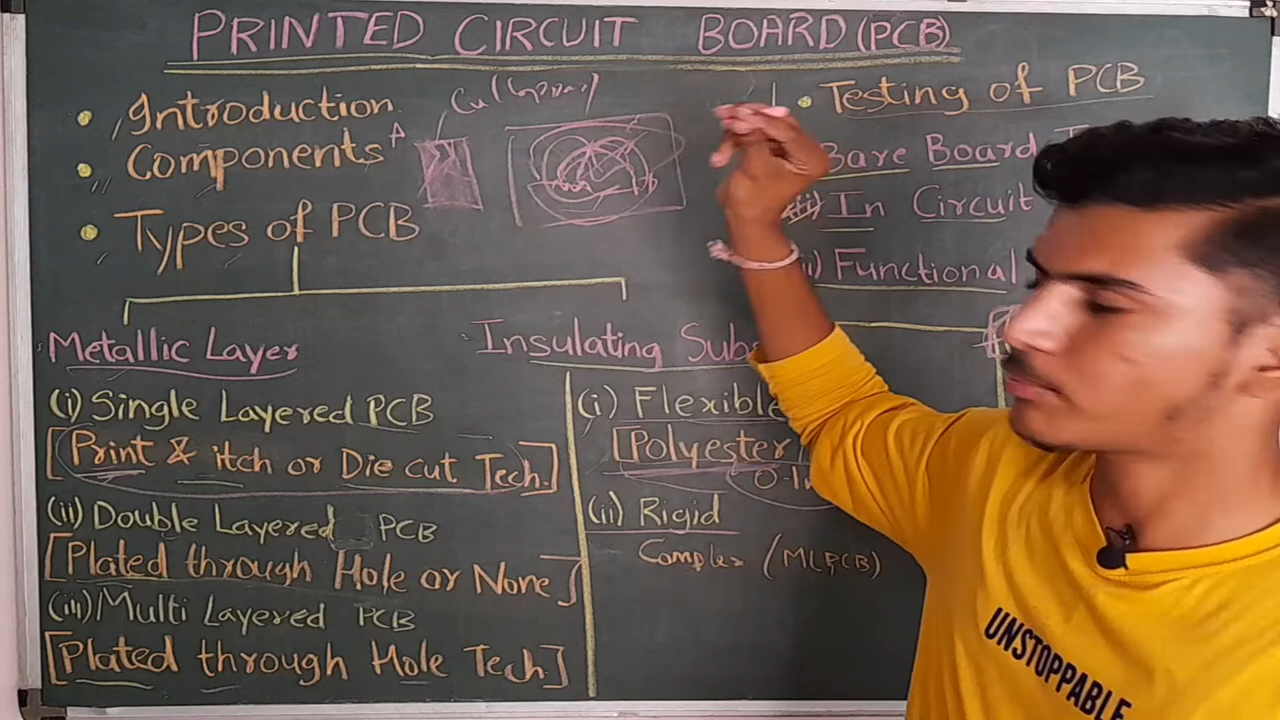 PRINTED CIRCUIT BOARD (PCB)
Introduction
Components
Types of PCB
Cu (Copper)
Testing of PCB
Bare Board
In Circuit
Functional
Metallic Layer
(i) Single Layered PCB
[Print & itch or Die cut Tech.]
(ii) Double Layered PCB
[Plated through Hole or None]
(iii) Multi Layered PCB
[Plated through Hole Tech]
Insulating
(i) Flexible
[Polyester
(ii) Rigid
Complex (MLPCB)
UNSTOPPABLE